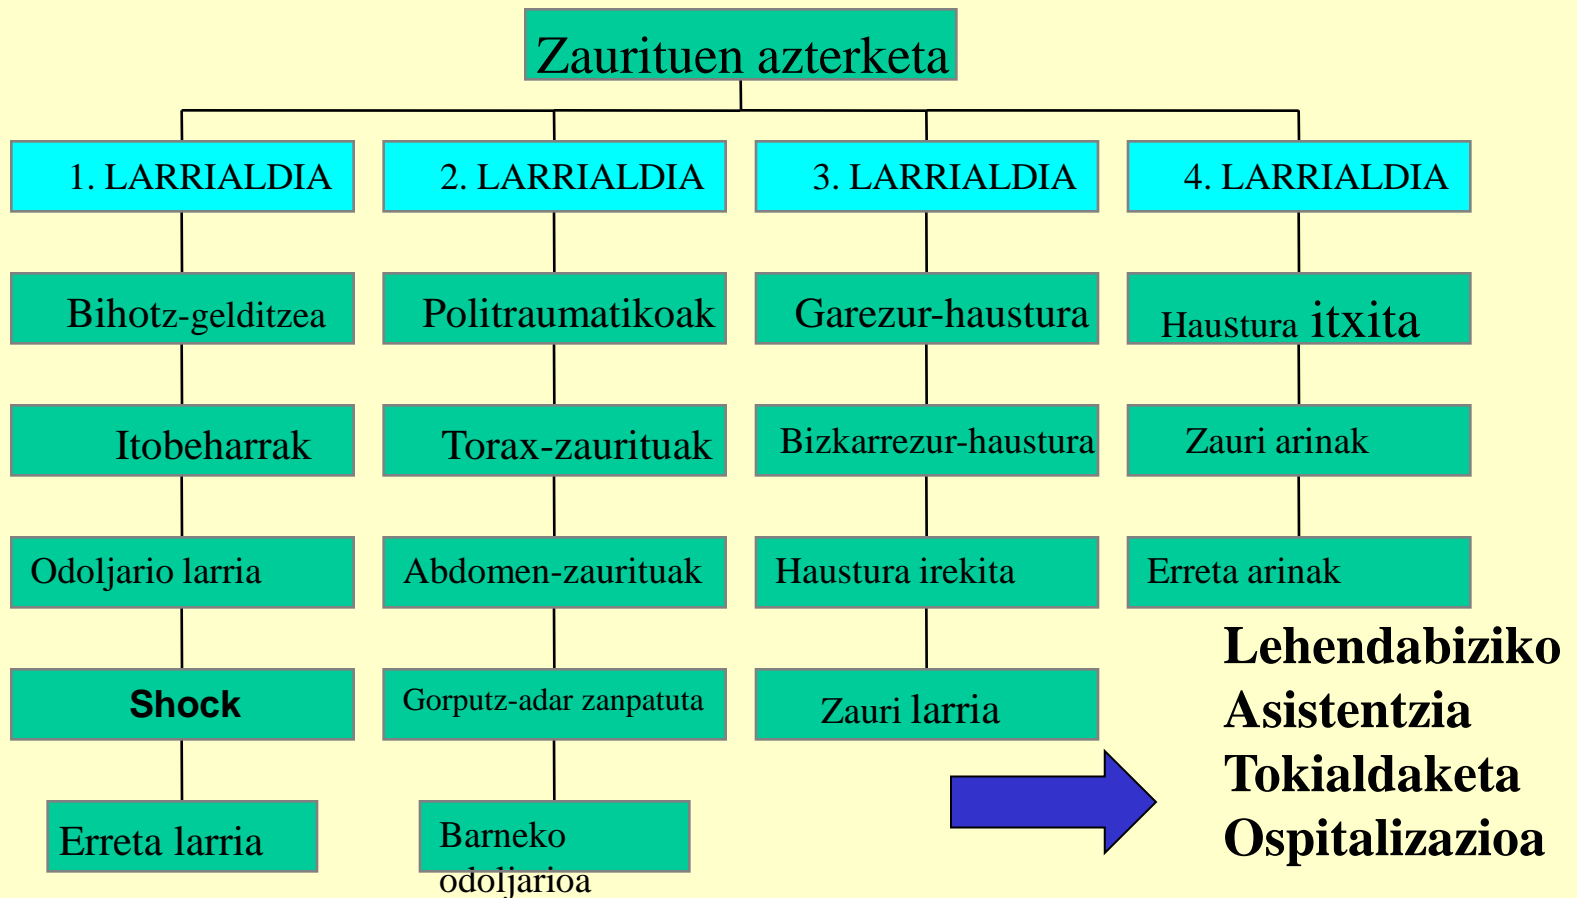 Zaurituen azterketa
1. LARRIALDIA
2. LARRIALDIA
3. LARRIALDIA
4. LARRIALDIA
Bihotz-gelditzea
Politraumatikoak
Garezur-haustura
Haustura itxita
Itobeharrak
Torax-zaurituak
Bizkarrezur-haustura
Zauri arinak
Odoljario larria
Abdomen-zaurituak
Haustura irekita
Erreta arinak
Shock
Gorputz-adar zanpatuta
Zauri larria
Erreta larria
Barneko
odoljarioa
Lehendabiziko
Asistentzia
Tokialdaketa
Ospitalizazioa